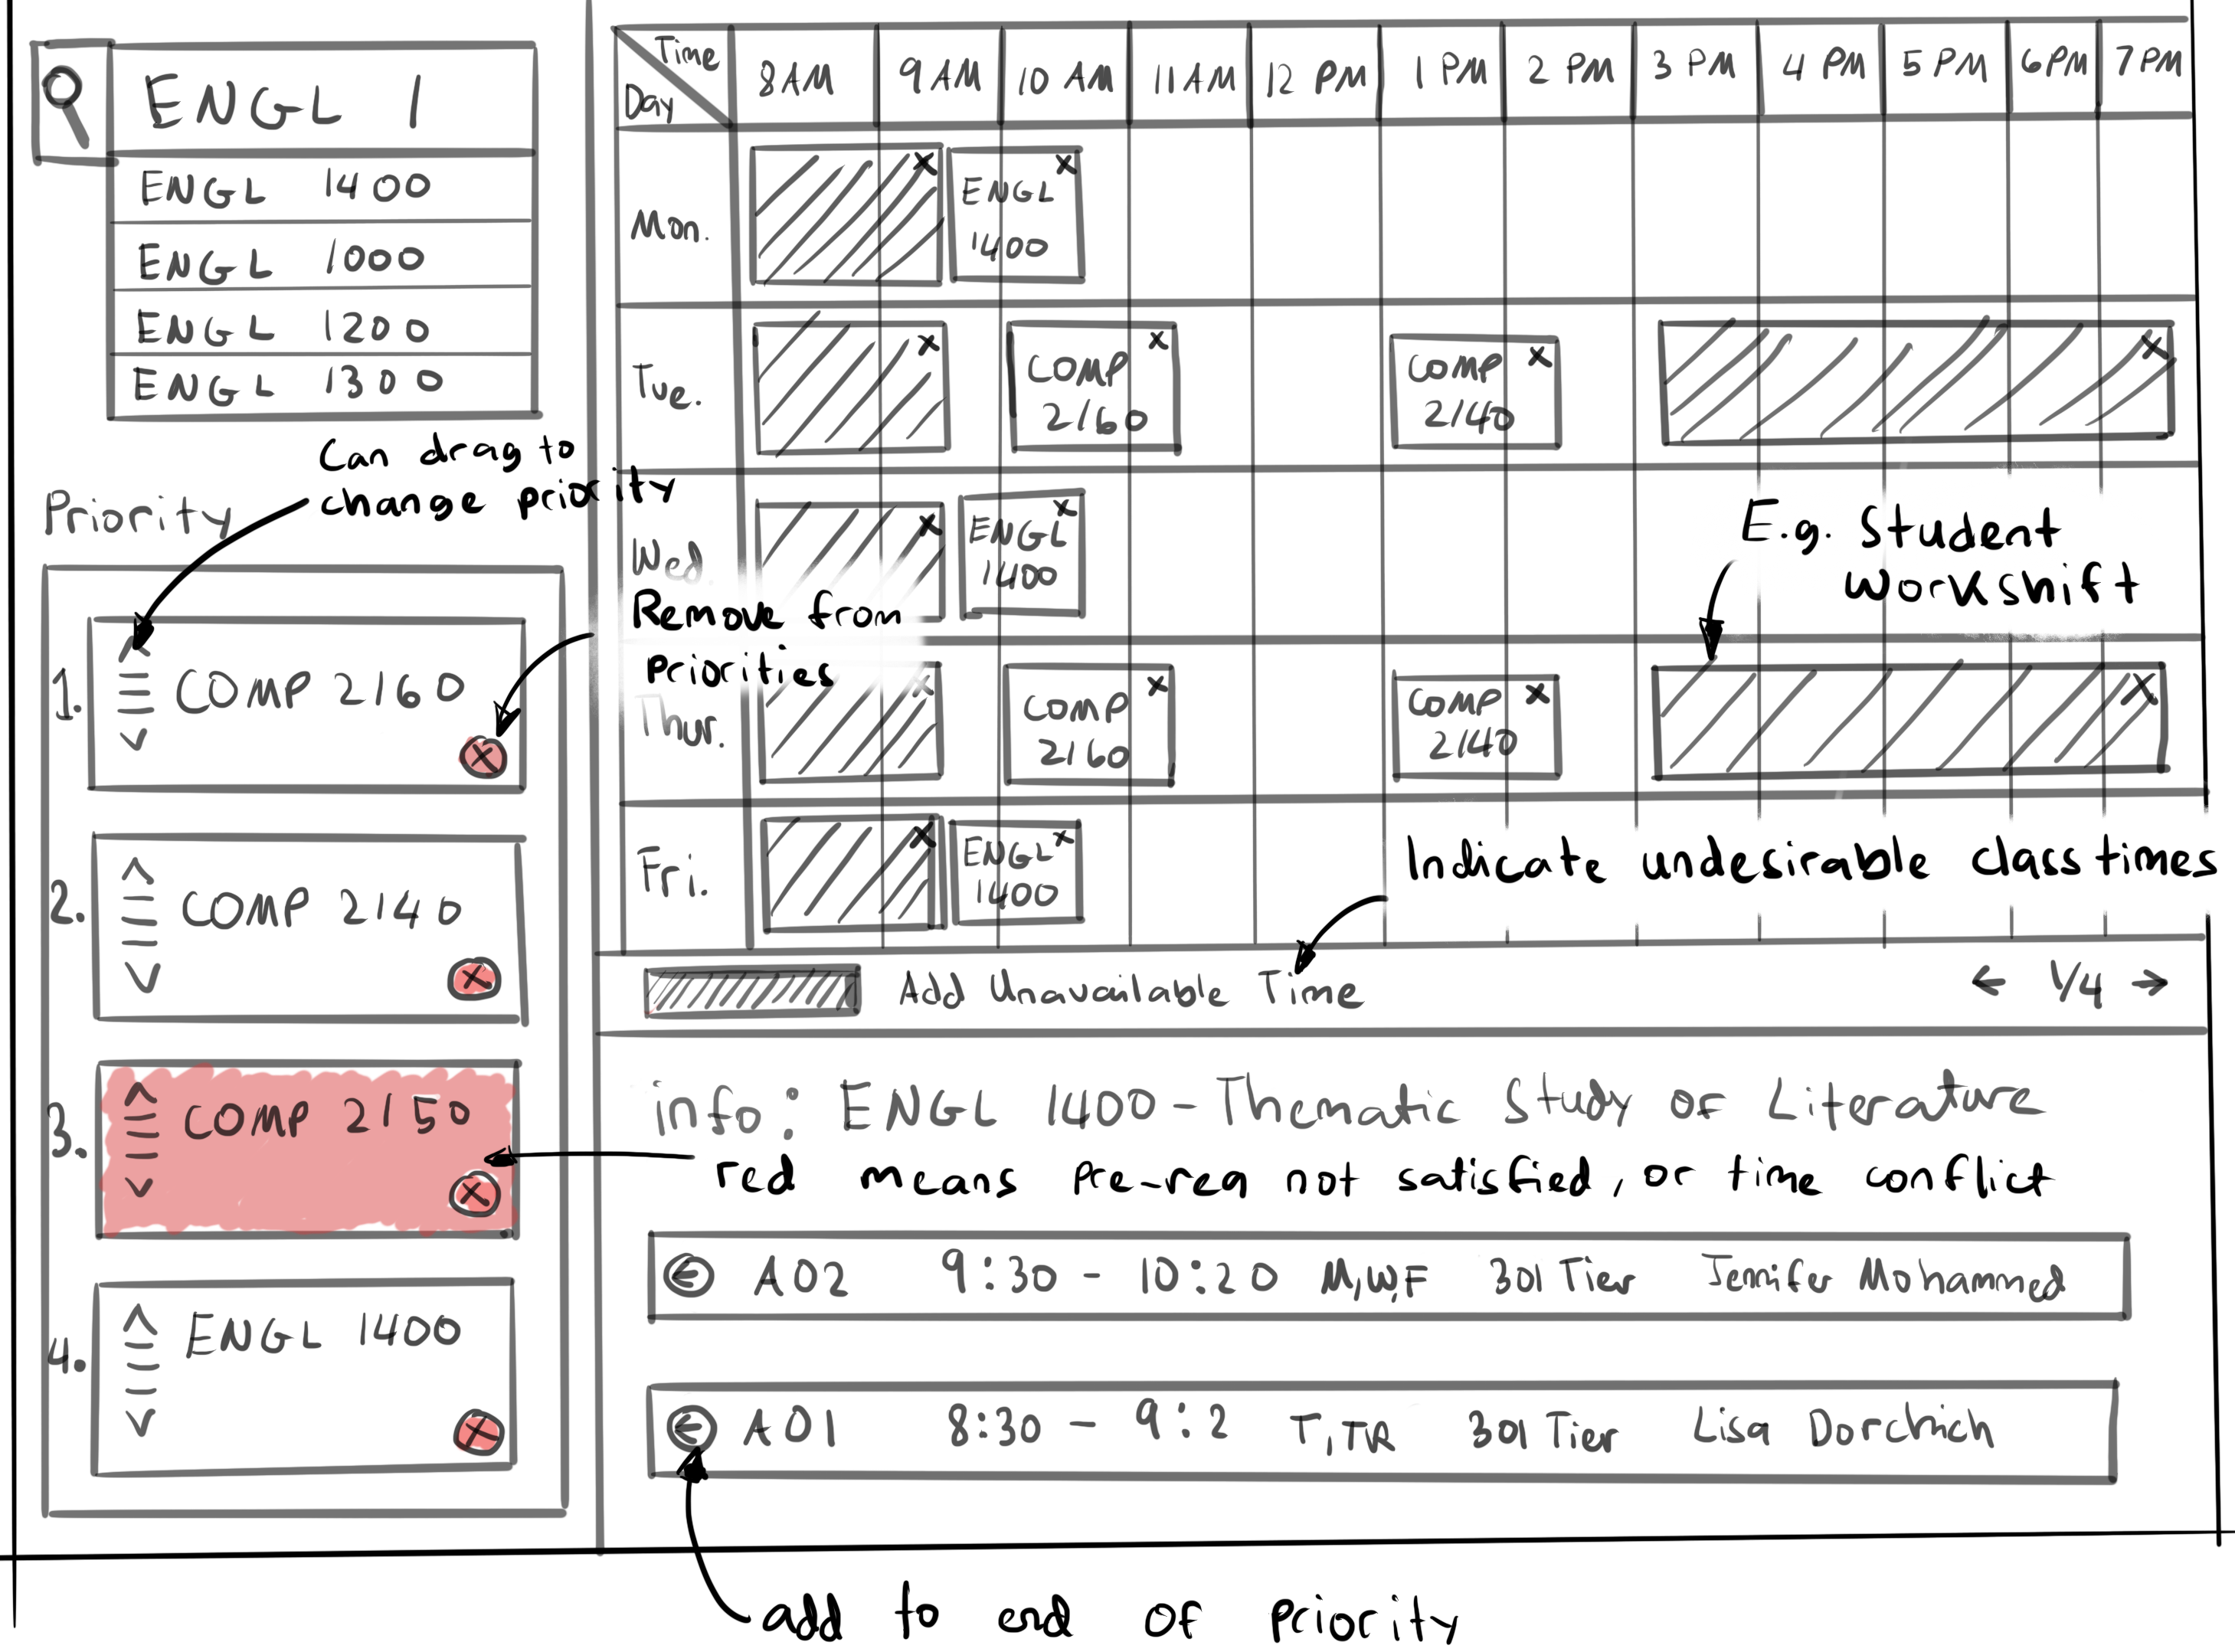 ENGL 1
ENGL 1400
ENGL 1000
ENGL 1200
ENGL 1300
Can drag to
change priority
Priority
1. COMP 2160
X
2. COMP 2140
X
3. COMP 2150
X
4. ENGL 1400
X
Time
Day
8AM 9AM 10 AM 11AM 12 PM 1 PM 2 PM 3 PM 4 PM 5 PM 6PM 7PM
Mon.
X
ENGL X
1400
Tue.
X
COMP X
2160
COMP X
2140
X
Wed.
X
ENGL X
1400
E.g. Student
Workshift
Remove from
Priorities
Thur.
X
COMP X
2160
COMP X
2140
X
Fri.
X
ENGL X
1400
Indicate undesirable class times
Add Unavailable Time
← 1/4 →
info: ENGL 1400 - Thematic Study of Literature
red means pre-req not satisfied, or time conflict
A02 9:30 - 10:20 M,W,F 301 Tier Jennifer Mohammed
A01 8:30 - 9:2 T,TR 301 Tier Lisa Dorchich
add to end of priority